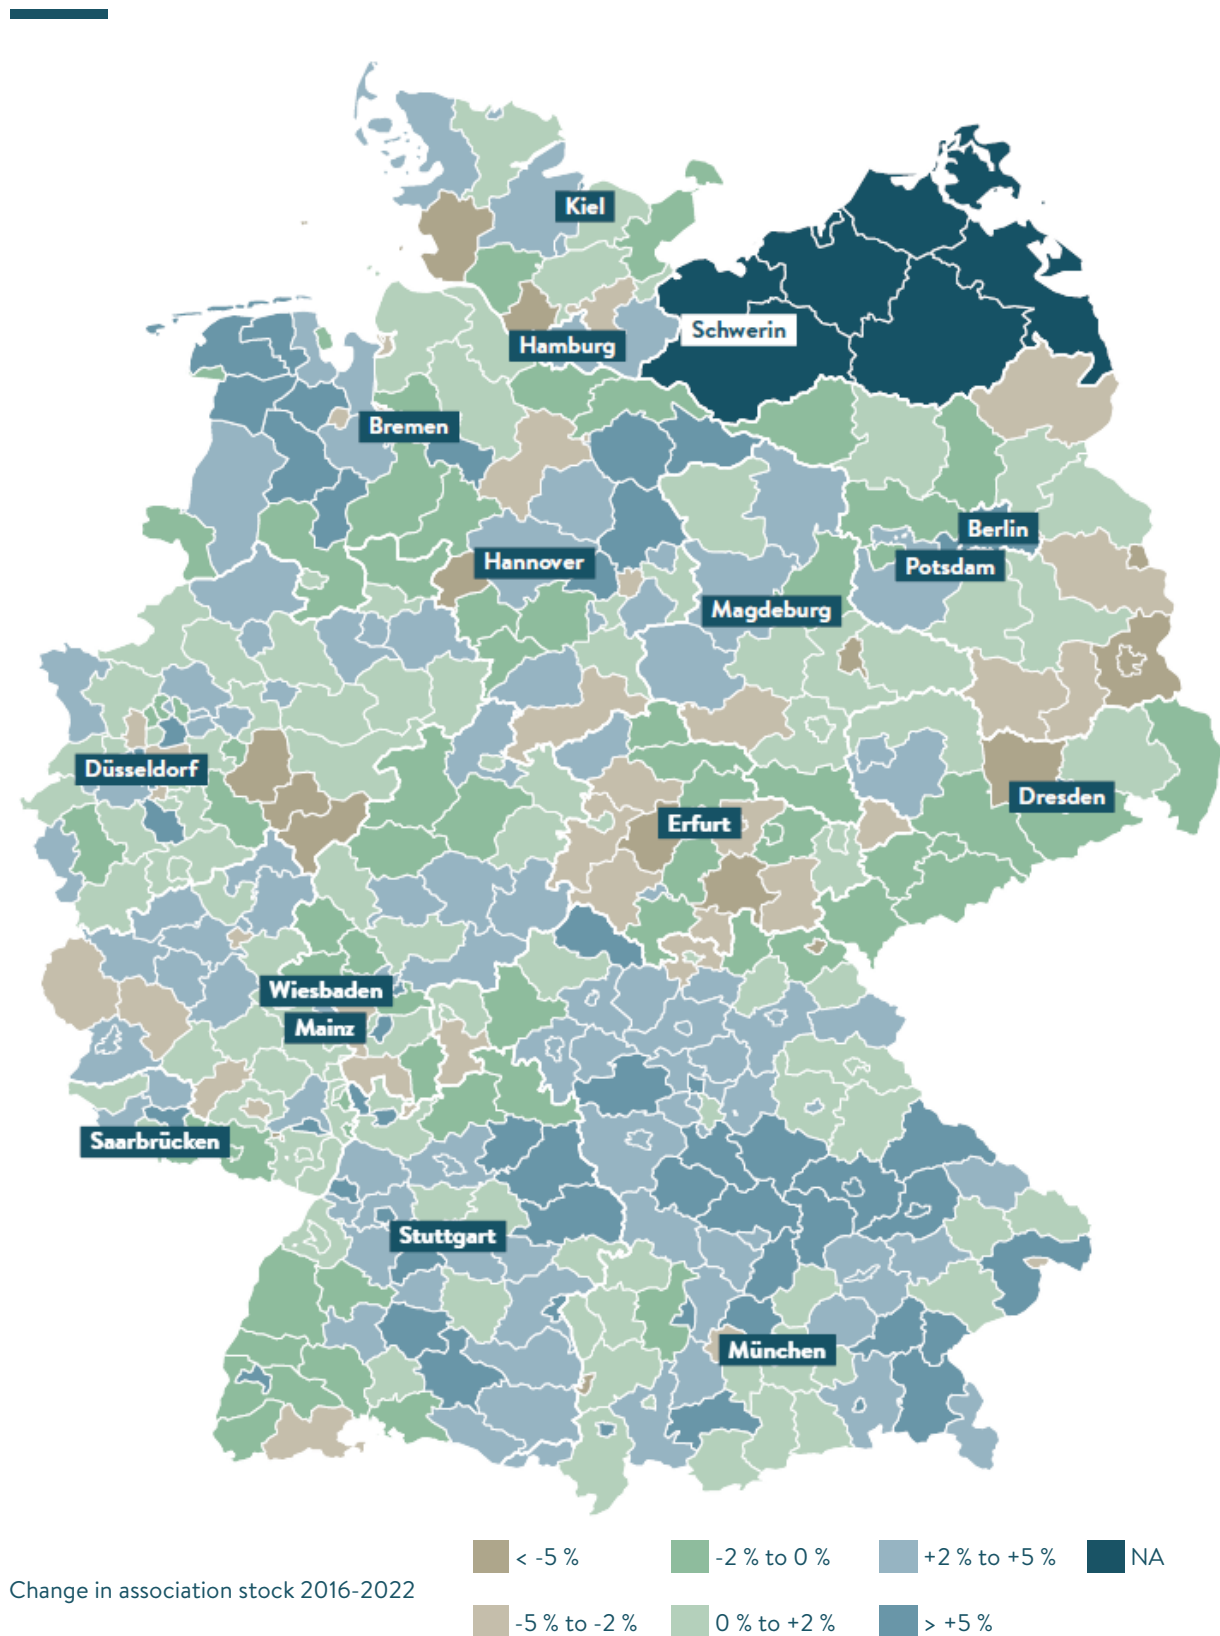 Kiel
Schwerin
Hamburg
Bremen
Berlin
Hannover
Potsdam
Magdeburg
Düsseldorf
Dresden
Erfurt
Wiesbaden
Mainz
Saarbrücken
Stuttgart
München
Change in association stock 2016-2022
< -5 %
-2 % to 0 %
+2 % to +5 %
NA
-5 % to -2 %
0 % to +2 %
> +5 %